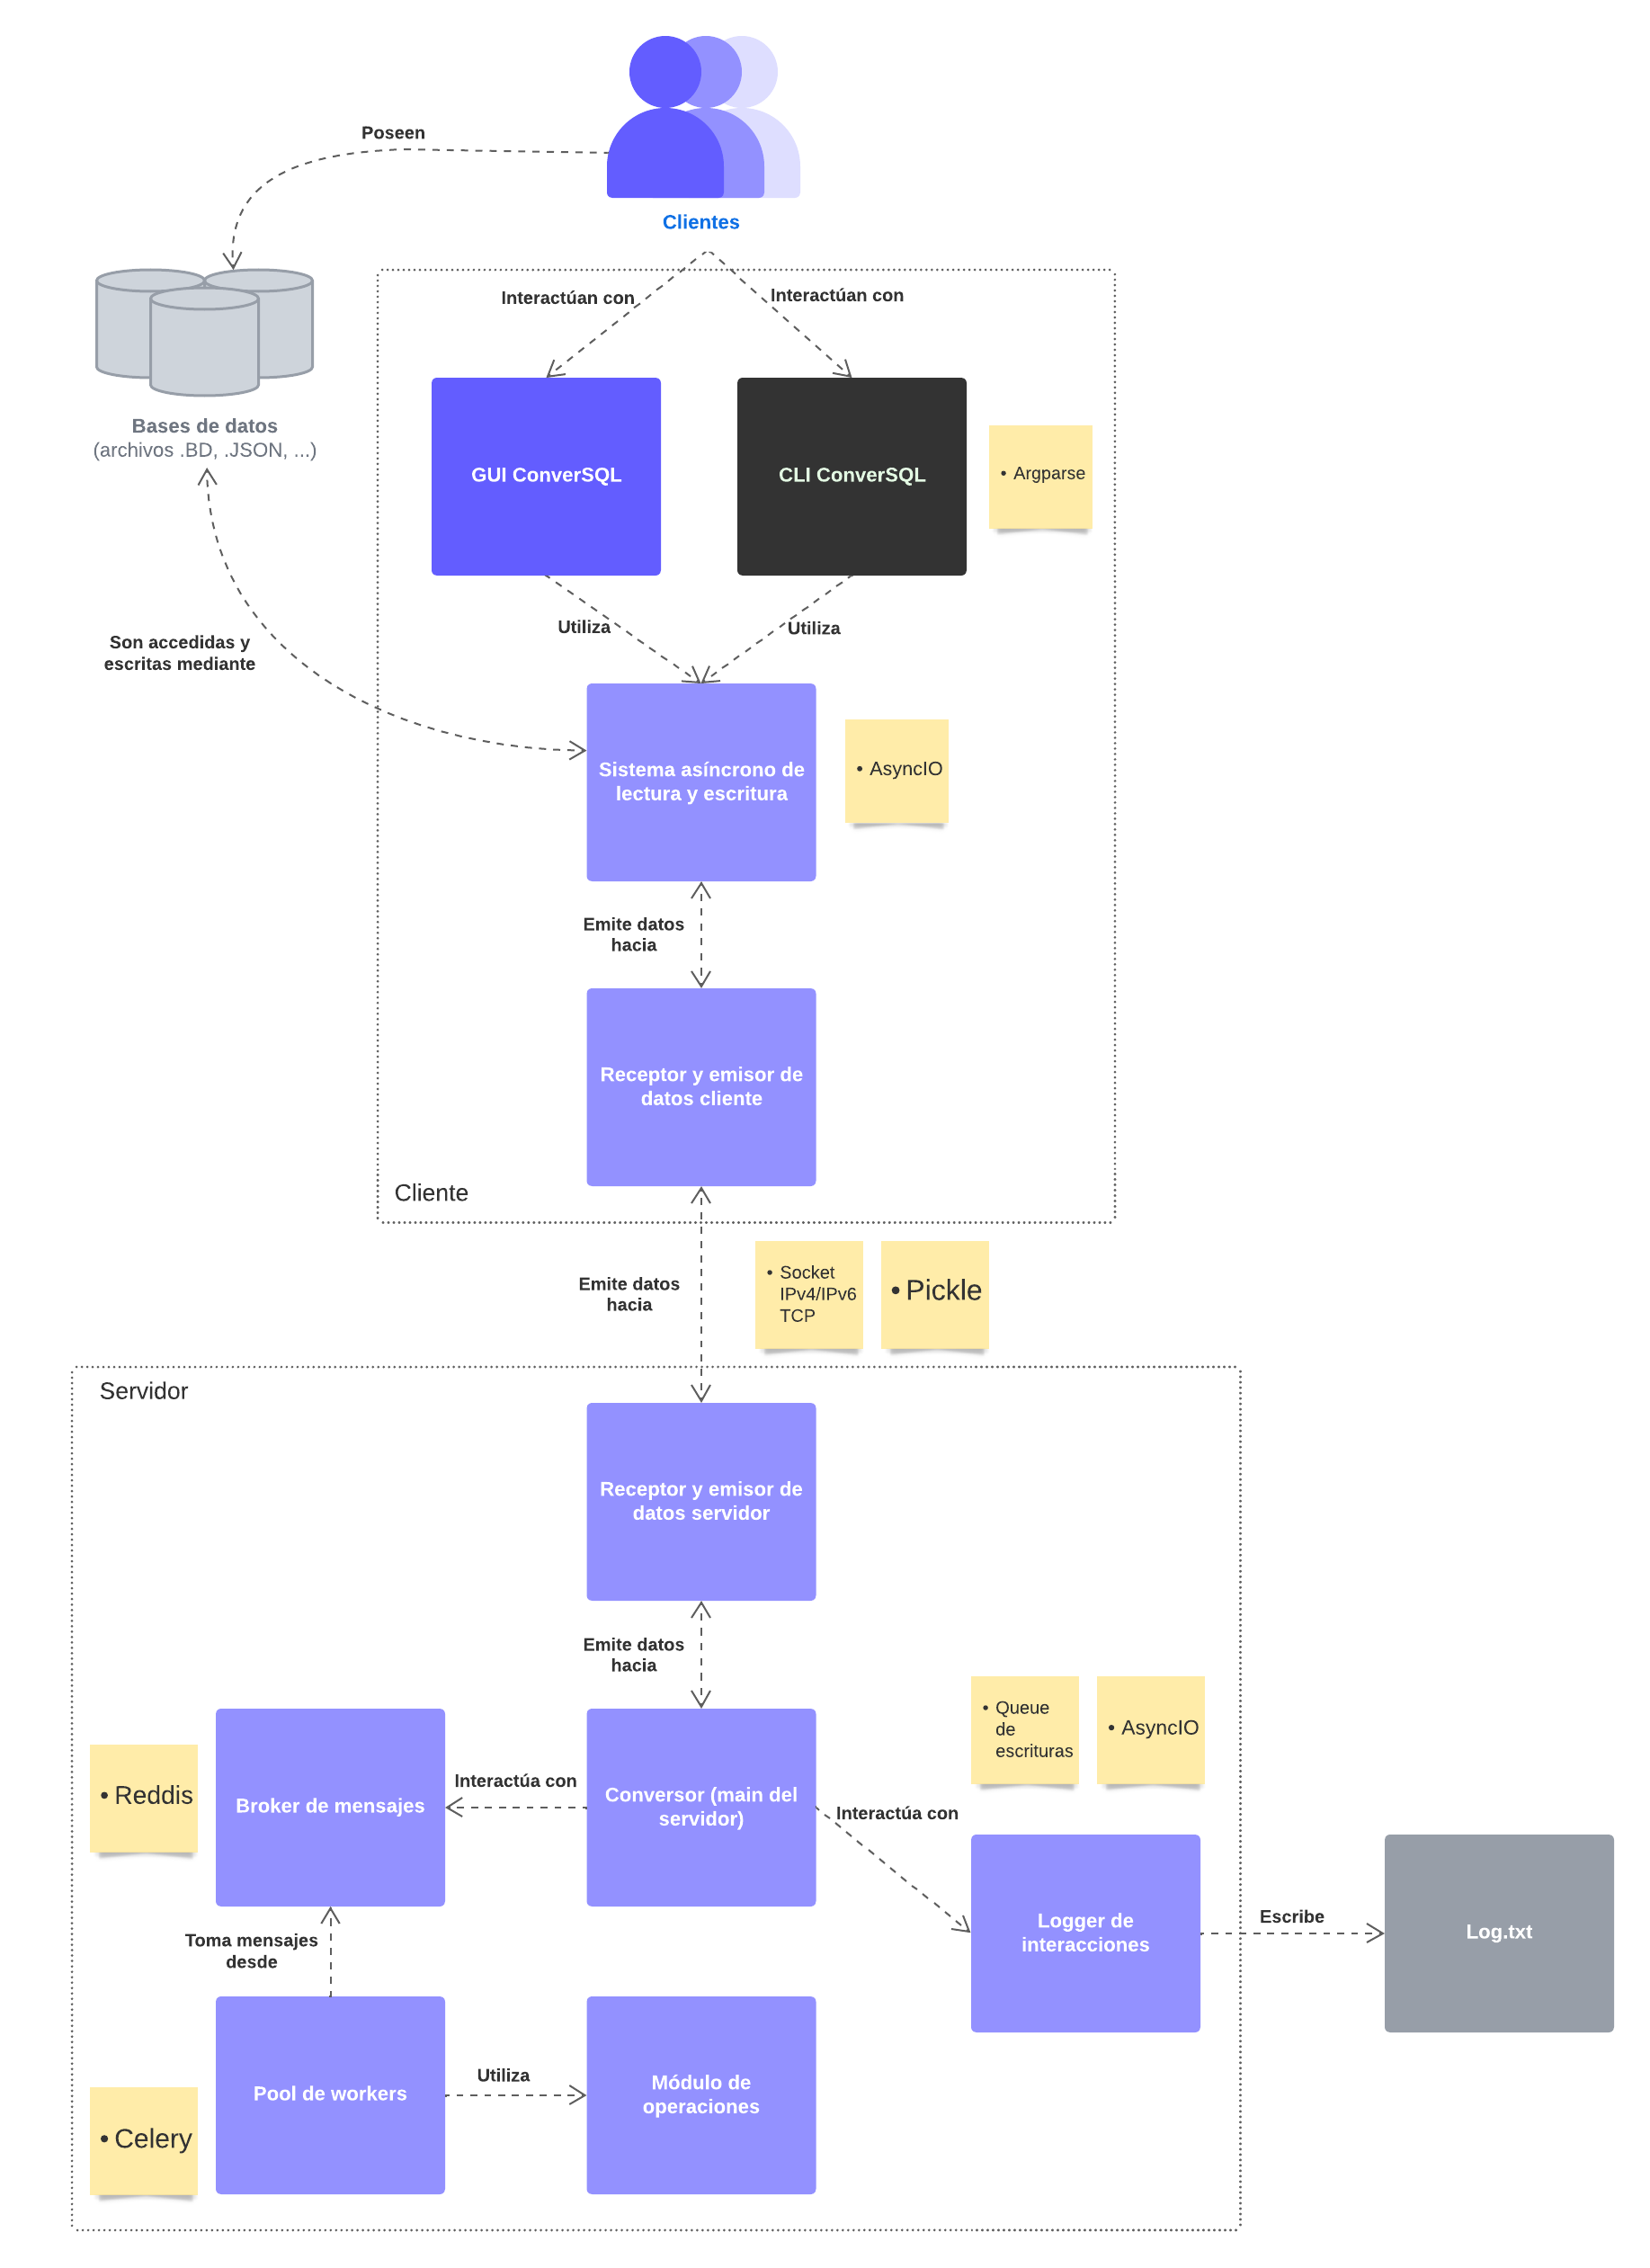 Poseen
Clientes
Interactúan con
Interactúan con
Bases de datos
(archivos .BD, .JSON, ...)
GUI ConverSQL
CLI ConverSQL
• Argparse
Utiliza
Utiliza
Son accedidas y
escritas mediante
Sistema asíncrono de
lectura y escritura
• AsyncIO
Emite datos
hacia
Receptor y emisor de
datos cliente
Cliente
Emite datos
hacia
• Socket
IPv4/IPv6
TCP
• Pickle
Servidor
Receptor y emisor de
datos servidor
Emite datos
hacia
• Queue
de
escrituras
• AsyncIO
• Reddis
Broker de mensajes
Interactúa con
Conversor (main del
servidor)
Interactúa con
Logger de
interacciones
Escribe
Log.txt
Toma mensajes
desde
Pool de workers
Utiliza
Módulo de
operaciones
• Celery